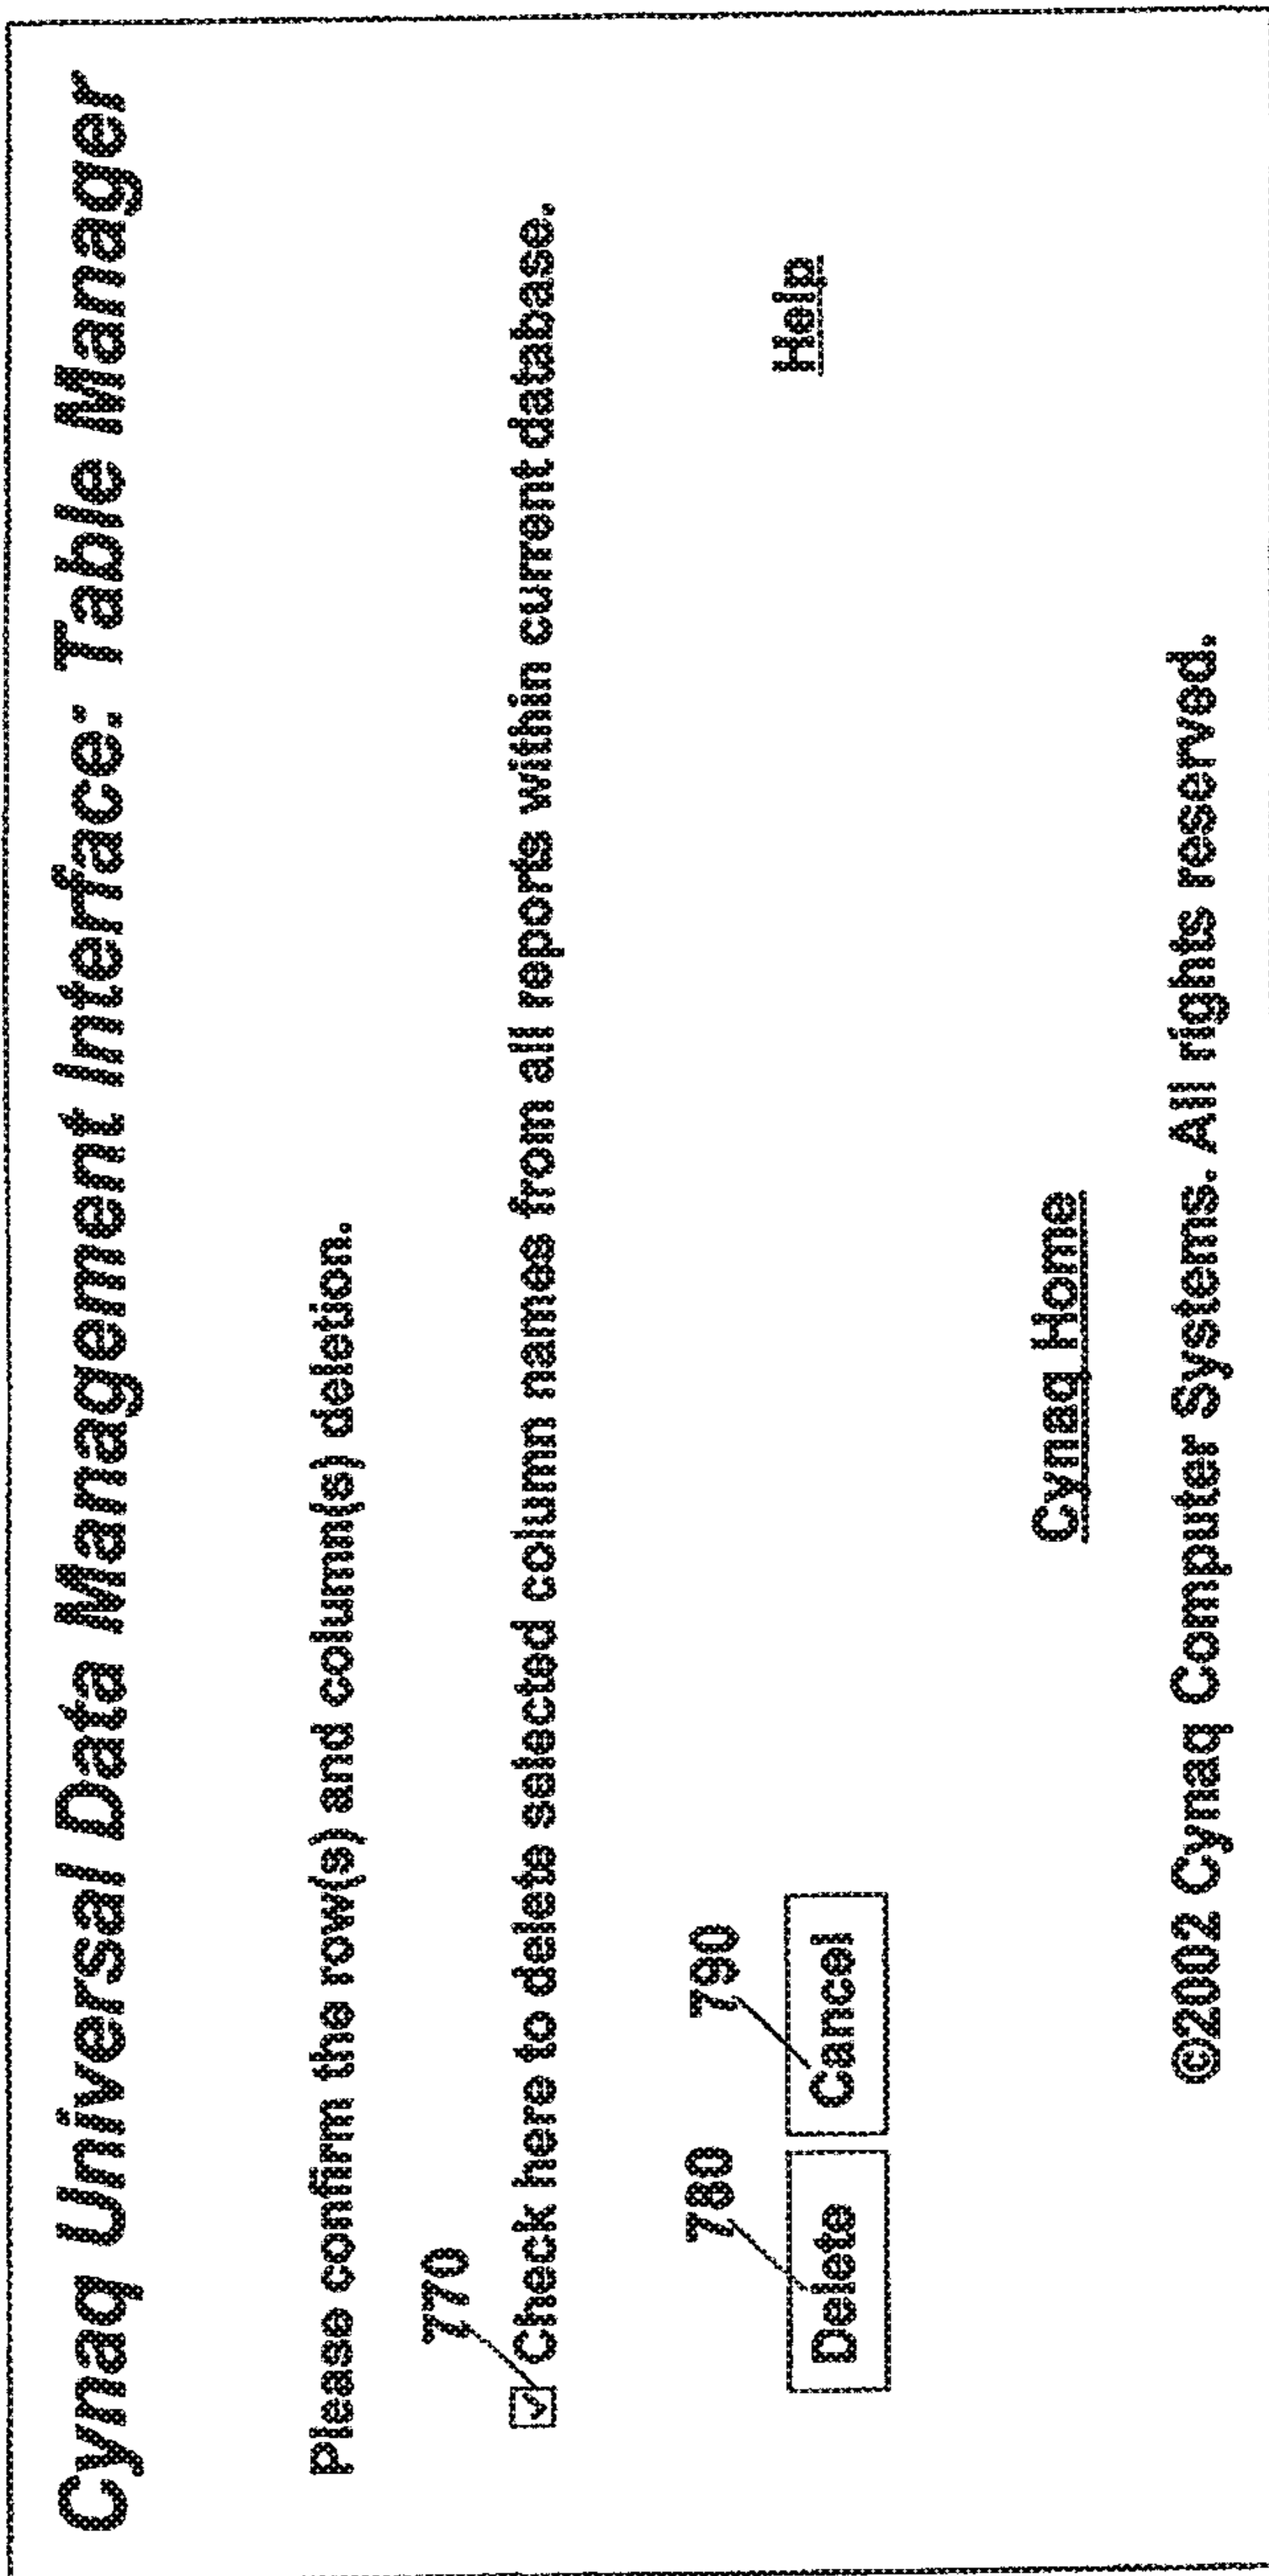 Cynaq Universal Data Management Interface: Table Manager
Please confirm the row(s) and column(s) deletion.
770
Check here to delete selected column names from all reports within current database.
780 790
Delete Cancel Help
Cynaq Home
©2002 Cynaq Computer Systems. All rights reserved.